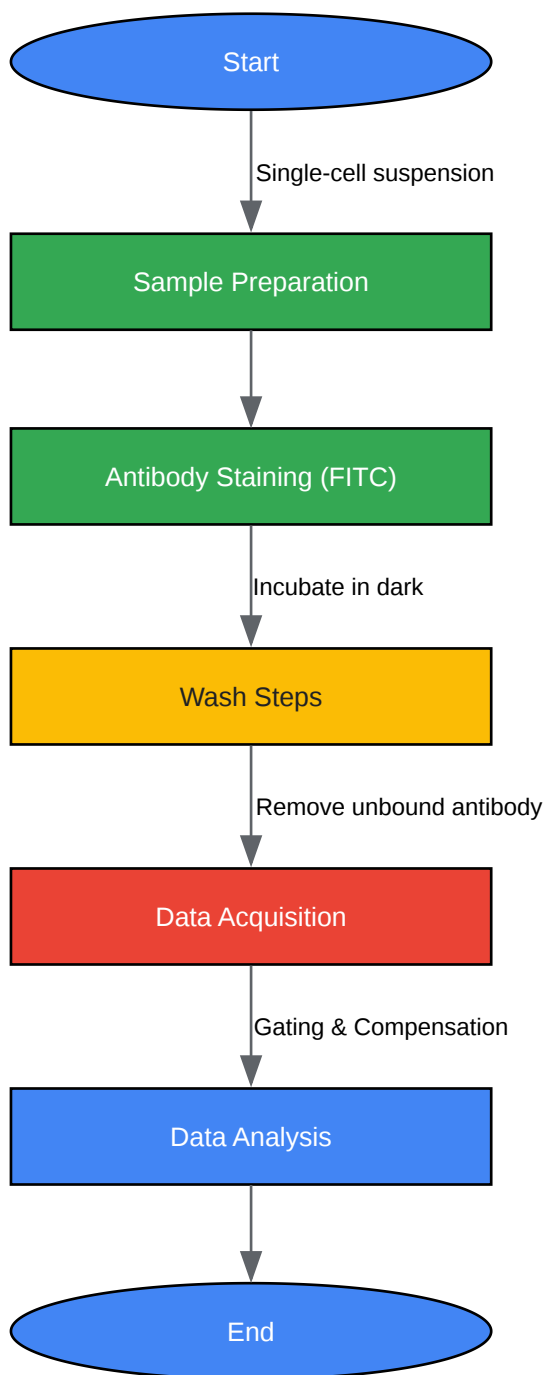 Start
Single-cell suspension
Sample Preparation
Antibody Staining (FITC)
Incubate in dark
Wash Steps
Remove unbound antibody
Data Acquisition
Gating & Compensation
Data Analysis
End